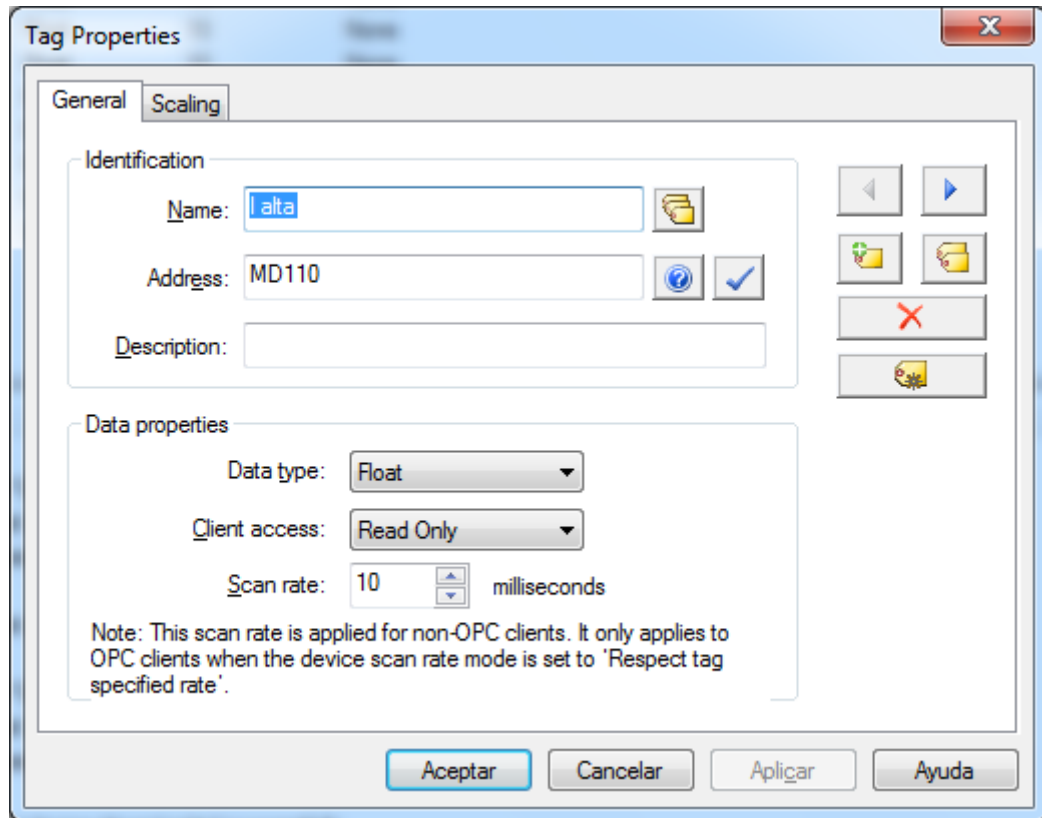 Tag Properties
General
Scaling
Identification
Name:
l alta
Address:
MD110
Description:
Data properties
Data type:
Float
Client access:
Read Only
Scan rate:
10
milliseconds
Note: This scan rate is applied for non-OPC clients. It only applies to
OPC clients when the device scan rate mode is set to 'Respect tag
specified rate'.
Aceptar
Cancelar
Aplicar
Ayuda